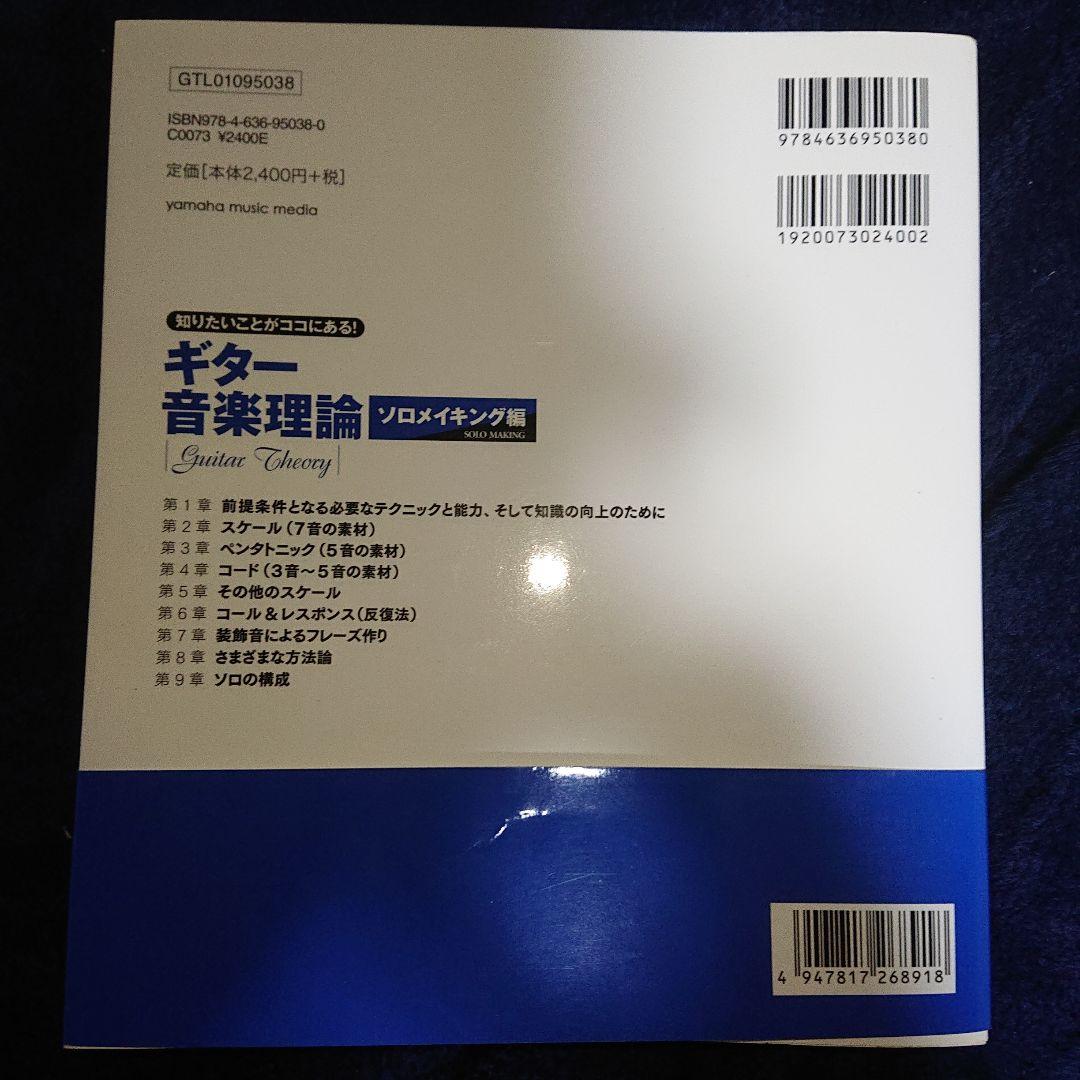 GTL01095038
ISBN978-4-636-95038-0
C0073 ¥2400E
定価[本体2,400円+税]
yamaha music media
9784636950380
1920073024002
知りたいことがココにある!
ギター
音楽理論 ソロメイキング編
SOLO MAKING
Guitar Theory
第1章 前提条件となる必要なテクニックと能力、そして知識の向上のために
第2章 スケール(7音の素材)
第3章 ペンタトニック(5音の素材)
第4章 コード(3音~5音の素材)
第5章 その他のスケール
第6章 コール&レスポンス(反復法)
第7章 装飾音によるフレーズ作り
第8章 さまざまな方法論
第9章 ソロの構成
4 947817 268918